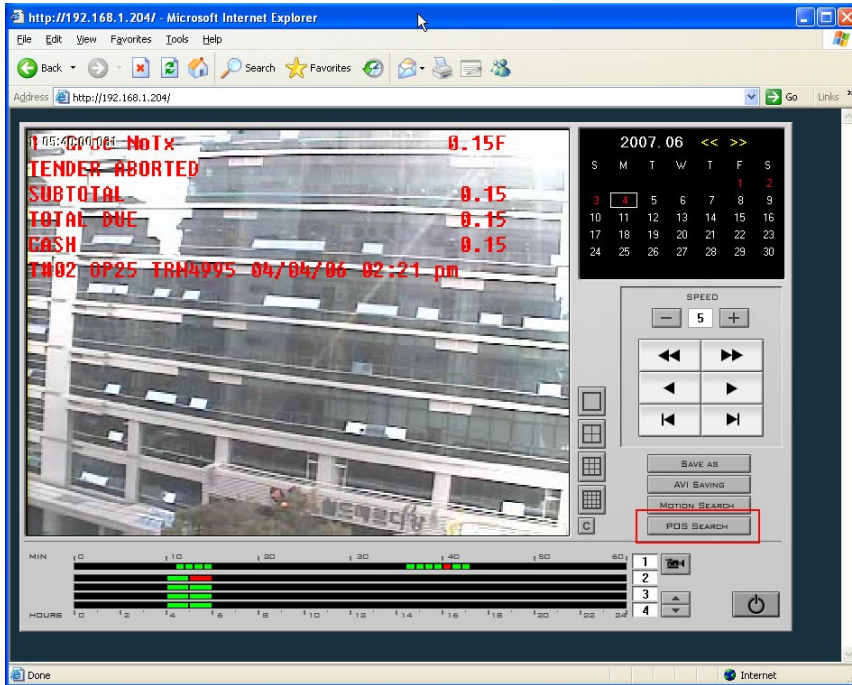 http://192.168.1.204/ - Microsoft Internet Explorer
File Edit View Favorites Tools Help
Back Search Favorites
Address http://192.168.1.204/ Go Links »
NoTx 0.15F
TENDER ABORTED
SUBTOTAL 0.15
TOTAL DUE 0.15
CASH 0.15
T#02 OP25 TRH4995 04/04/06 02:21 pm
2007. 06 << >>
S M T W T F S
1 2
3 4 5 6 7 8 9
10 11 12 13 14 15 16
17 18 19 20 21 22 23
24 25 26 27 28 29 30
SPEED
5
SAVE AS
AVI SAVING
MOTION SEARCH
C
POS SEARCH
MIN 0 10 20 30 40 50 60
1
2
3
4
HOURS 0 2 4 6 8 10 12 14 16 18 20 22 24
Done Internet